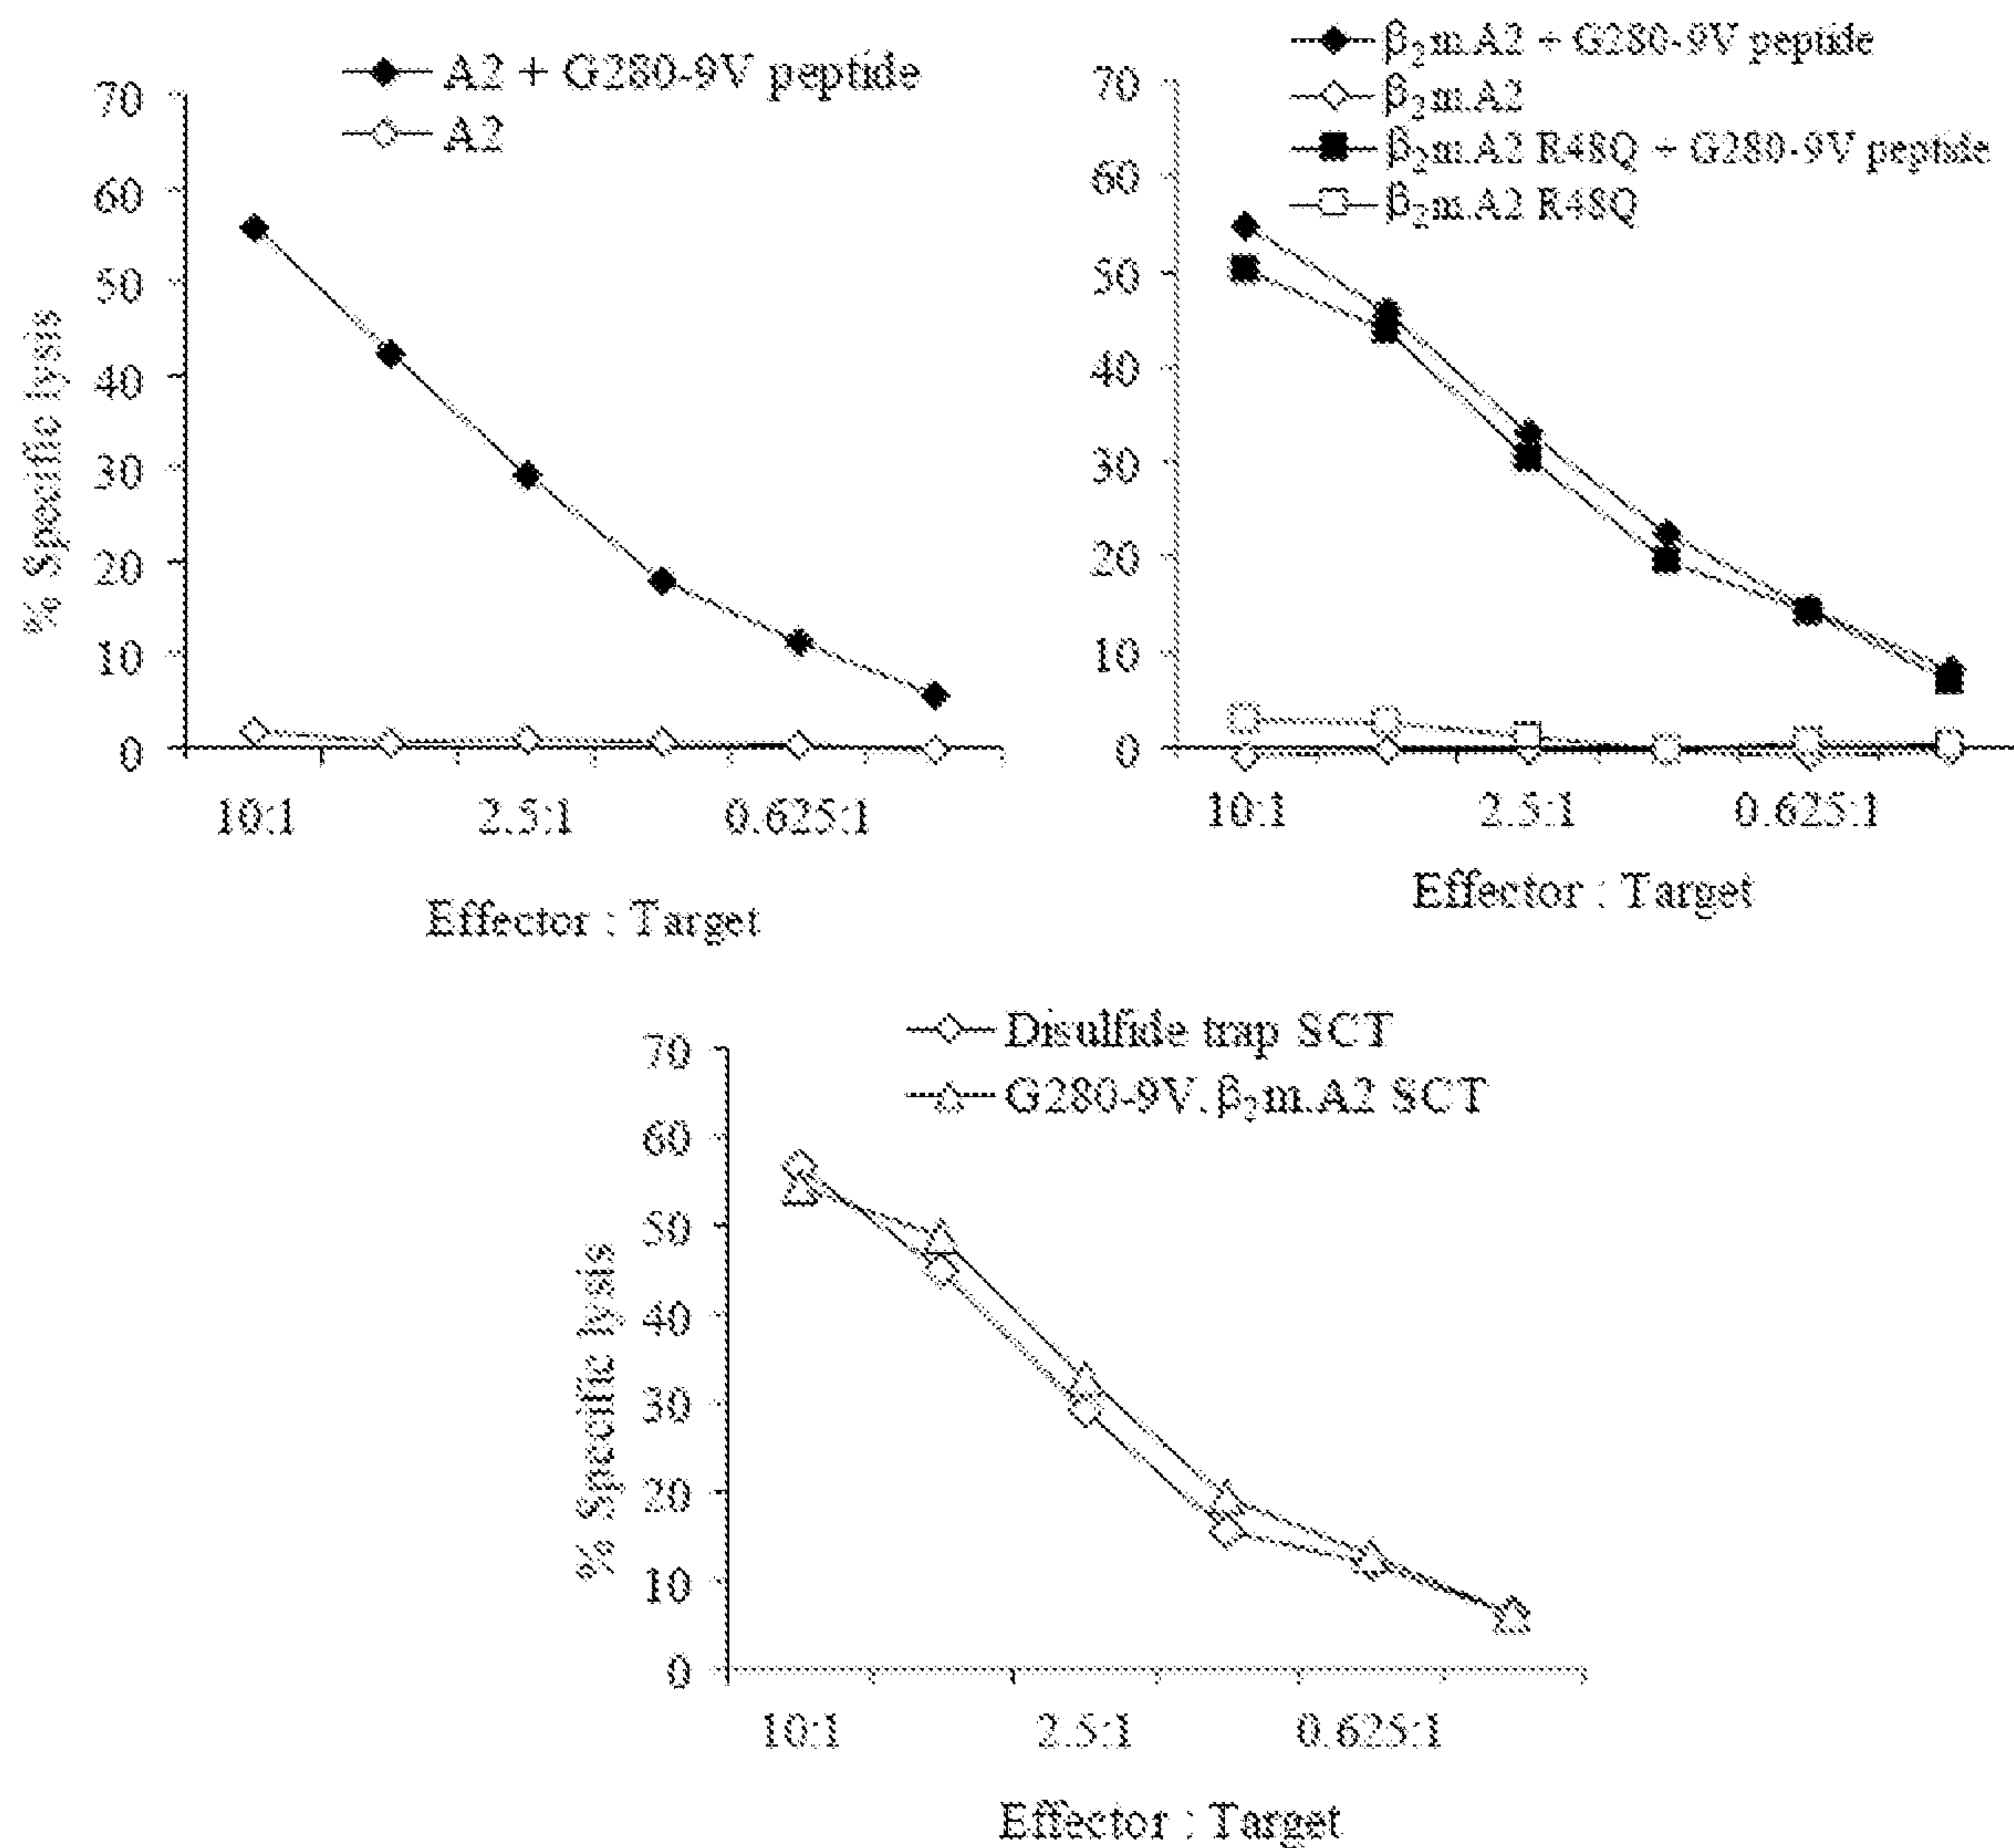 A2 + G280-9V peptide
A2
70
60
50
40
30
20
10
0
% Specific lysis
10:1
2.5:1
0.625:1
Effector : Target
β₂m.A2 + G280-9V peptide
β₂m.A2
β₂m.A2 R48Q + G280-9V peptide
β₂m.A2 R48Q
70
60
50
40
30
20
10
0
10:1
2.5:1
0.625:1
Effector : Target
Disulfide trap SCT
G280-9V.β₂m.A2 SCT
70
60
50
40
30
20
10
0
% Specific lysis
10:1
2.5:1
0.625:1
Effector : Target